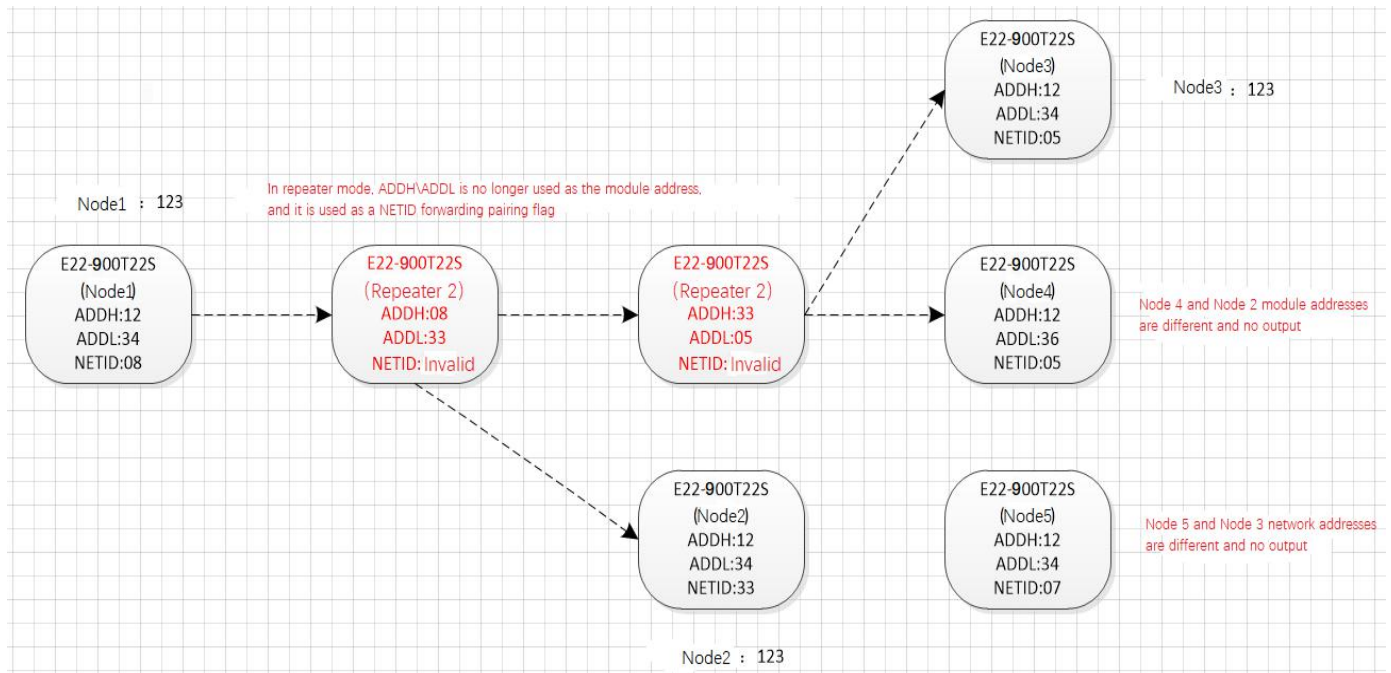 E22-900T22S
(Node3)
ADDH:12
ADDL:34
NETID:05
Node3 : 123
In repeater mode, ADDH\ADDL is no longer used as the module address,
and it is used as a NETID forwarding pairing flag
Node1 : 123
E22-900T22S
(Node1)
ADDH:12
ADDL:34
NETID:08
E22-900T22S
(Repeater 2)
ADDH:08
ADDL:33
NETID: Invalid
E22-900T22S
(Repeater 2)
ADDH:33
ADDL:05
NETID: Invalid
E22-900T22S
(Node4)
ADDH:12
ADDL:36
NETID:05
Node 4 and Node 2 module addresses
are different and no output
E22-900T22S
(Node2)
ADDH:12
ADDL:34
NETID:33
E22-900T22S
(Node5)
ADDH:12
ADDL:34
NETID:07
Node 5 and Node 3 network addresses
are different and no output
Node2 : 123